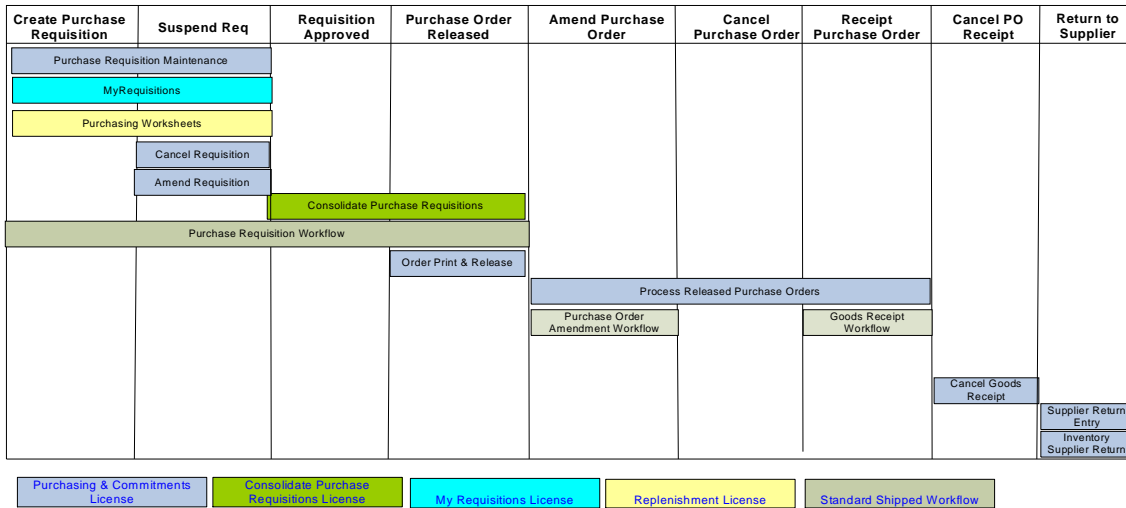 Create Purchase
Requisition
Suspend Req
Requisition
Approved
Purchase Order
Released
Amend Purchase
Order
Cancel
Purchase Order
Receipt
Purchase Order
Cancel PO
Receipt
Return to
Supplier
Purchase Requisition Maintenance
MyRequisitions
Purchasing Worksheets
Cancel Requisition
Amend Requisition
Consolidate Purchase Requisitions
Purchase Requisition Workflow
Order Print & Release
Process Released Purchase Orders
Purchase Order
Amendment Workflow
Goods Receipt
Workflow
Cancel Goods
Receipt
Supplier Return
Entry
Inventory
Supplier Return
Purchasing & Commitments
License
Consolidate Purchase
Requisitions License
My Requisitions License
Replenishment License
Standard Shipped Workflow